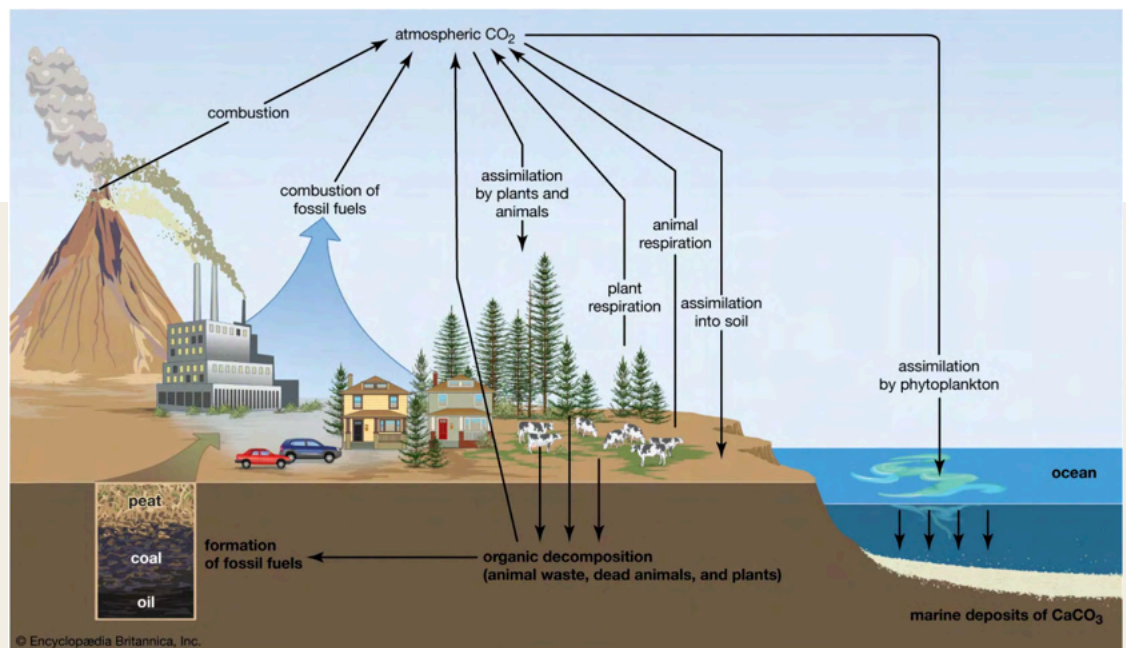 atmospheric CO₂
combustion
combustion of
fossil fuels
assimilation
by plants and
animals
animal
respiration
plant
respiration
assimilation
into soil
assimilation
by phytoplankton
ocean
peat
coal
oil
formation
of fossil fuels
organic decomposition
(animal waste, dead animals, and plants)
marine deposits of CaCO₃
© Encyclopædia Britannica, Inc.